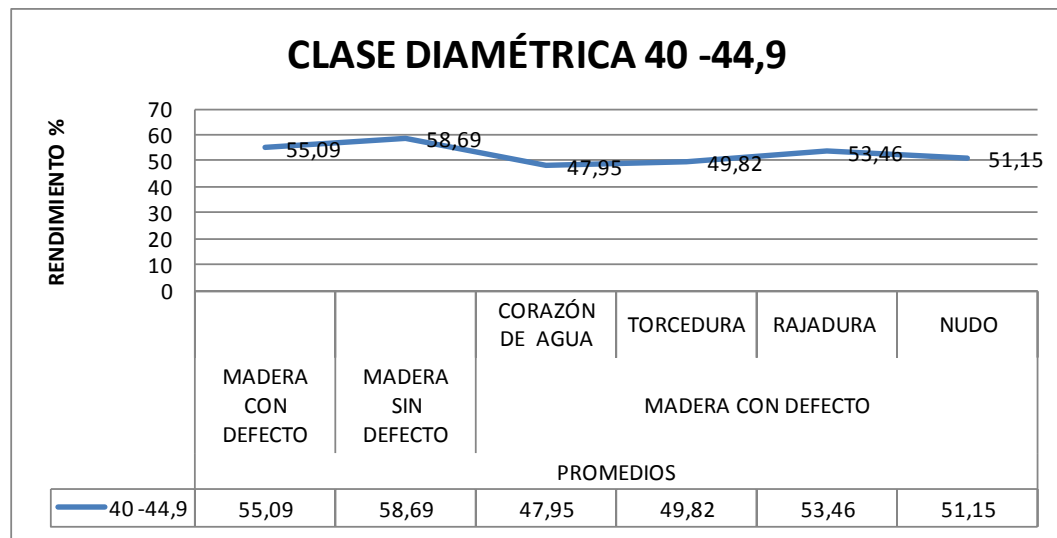 CLASE DIAMÉTRICA 40 -44,9
RENDIMIENTO %
70
60
50
40
30
20
10
0
55,09
58,69
47,95
49,82
53,46
51,15
CORAZÓN
DE AGUA
TORCEDURA
RAJADURA
NUDO
MADERA
CON
DEFECTO
MADERA
SIN
DEFECTO
MADERA CON DEFECTO
PROMEDIOS
40 -44,9 55,09 58,69 47,95 49,82 53,46 51,15